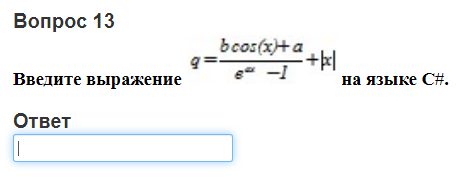 Вопрос 13
Введите выражение q = (b cos(x) + a) / (e^{ax} − 1) + |x| на языке C#.
Ответ